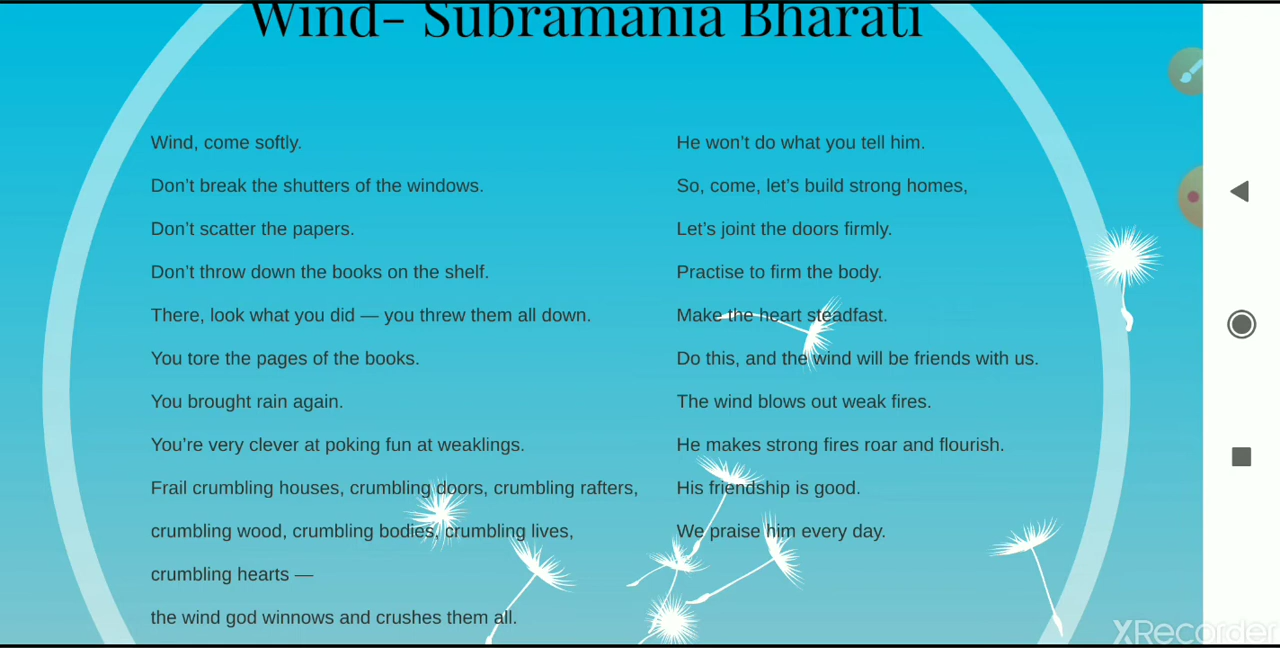 Wind- Subramania Bharati
Wind, come softly.
Don’t break the shutters of the windows.
Don’t scatter the papers.
Don’t throw down the books on the shelf.
There, look what you did — you threw them all down.
You tore the pages of the books.
You brought rain again.
You’re very clever at poking fun at weaklings.
Frail crumbling houses, crumbling doors, crumbling rafters,
crumbling wood, crumbling bodies, crumbling lives,
crumbling hearts —
the wind god winnows and crushes them all.
He won’t do what you tell him.
So, come, let’s build strong homes,
Let’s joint the doors firmly.
Practise to firm the body.
Make the heart steadfast.
Do this, and the wind will be friends with us.
The wind blows out weak fires.
He makes strong fires roar and flourish.
His friendship is good.
We praise him every day.
XRecorder